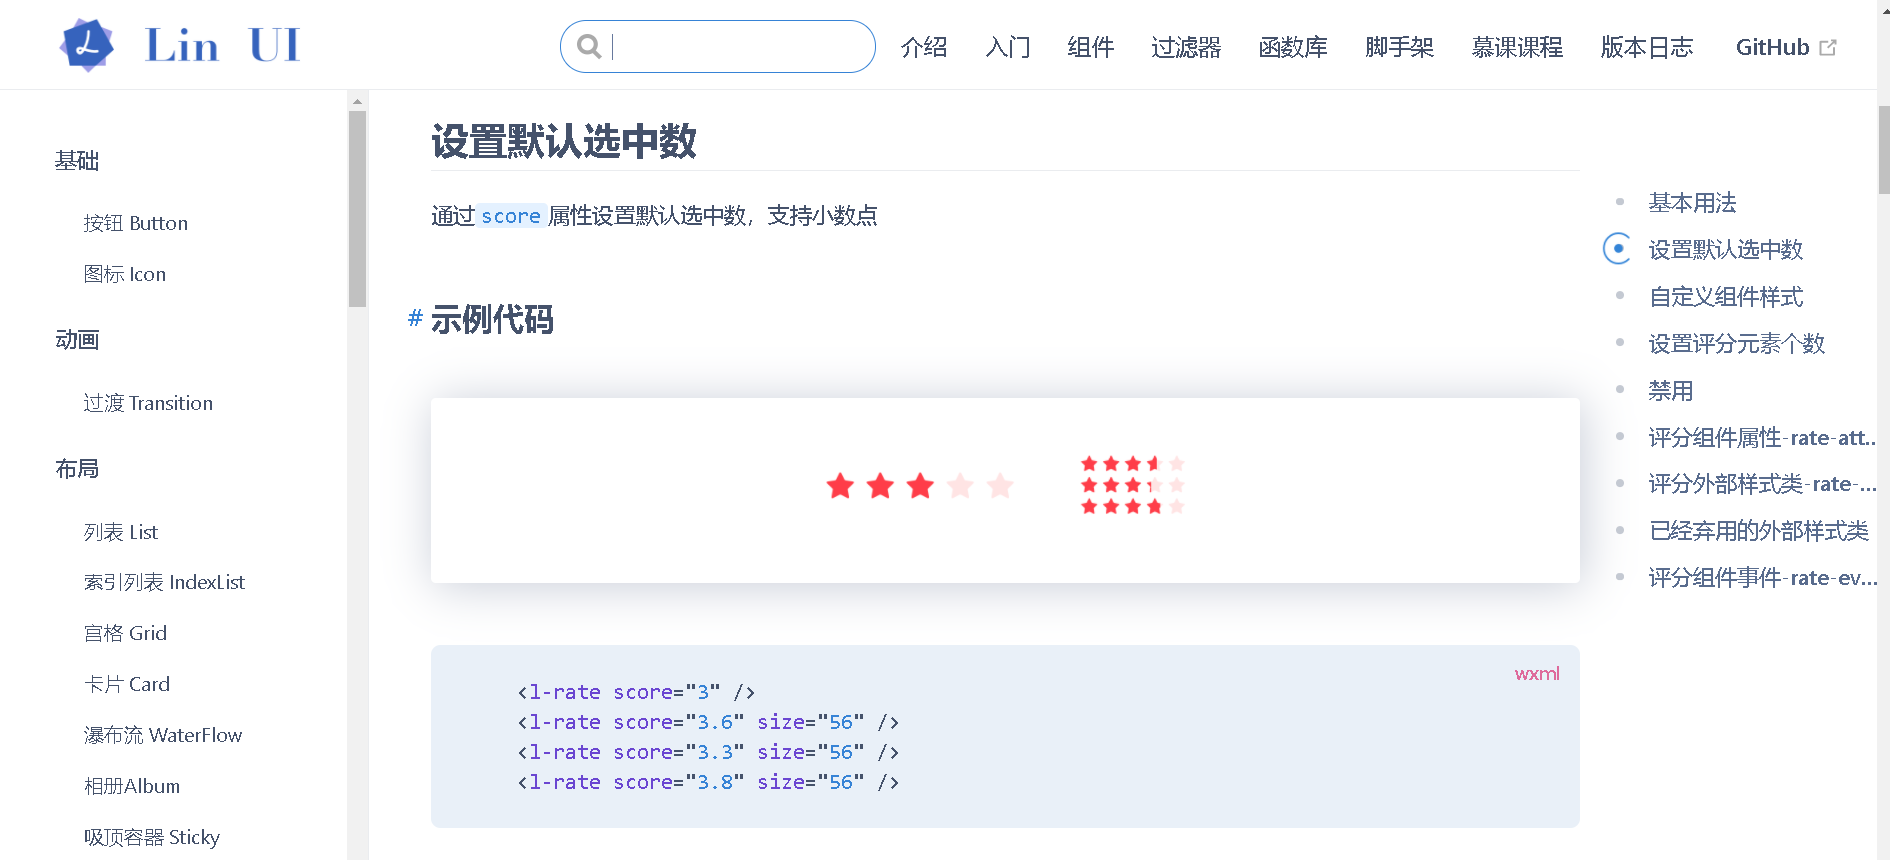 Lin UI
介绍
入门
组件
过滤器
函数库
脚手架
慕课课程
版本日志
GitHub
基础
按钮 Button
图标 Icon
动画
过渡 Transition
布局
列表 List
索引列表 IndexList
宫格 Grid
卡片 Card
瀑布流 WaterFlow
相册Album
吸顶容器 Sticky
设置默认选中数
通过score属性设置默认选中数，支持小数点
# 示例代码
wxml
<l-rate score="3" />
<l-rate score="3.6" size="56" />
<l-rate score="3.3" size="56" />
<l-rate score="3.8" size="56" />
基本用法
设置默认选中数
自定义组件样式
设置评分元素个数
禁用
评分组件属性-rate-att...
评分外部样式类-rate-...
已经弃用的外部样式类
评分组件事件-rate-ev...